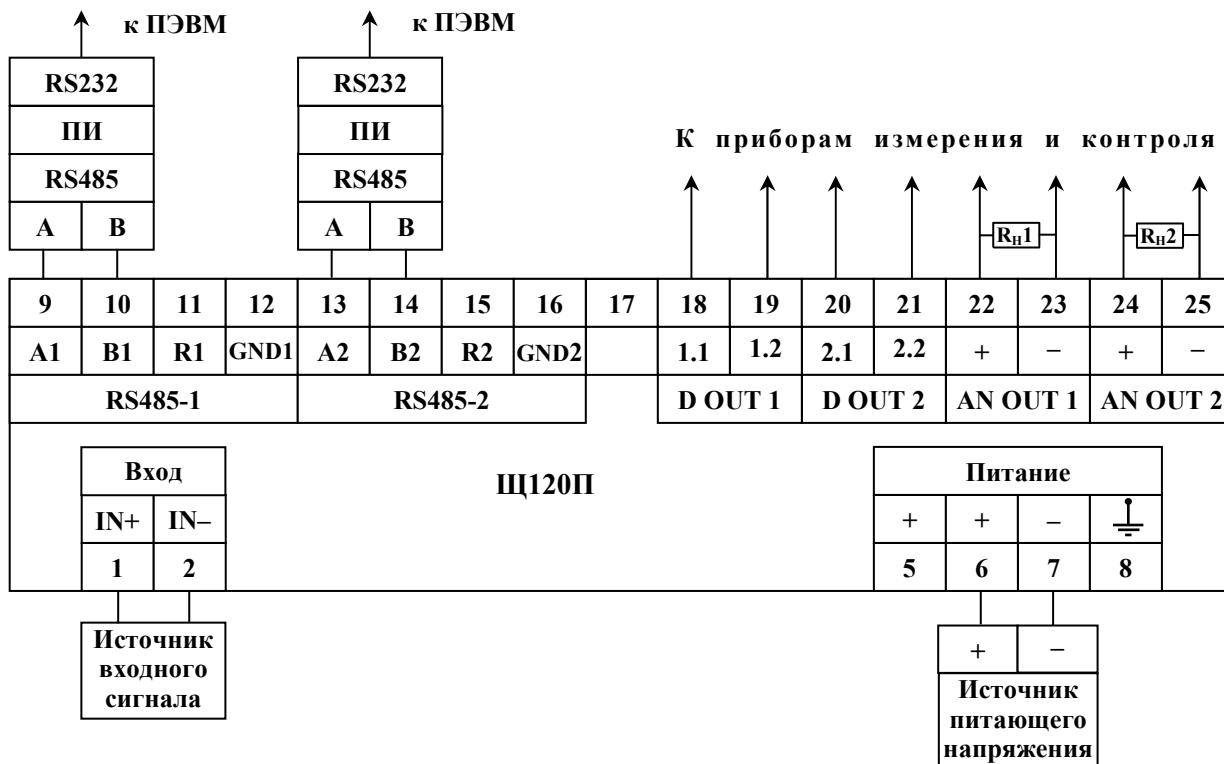 к ПЭВМ к ПЭВМ
RS232 RS232
ПИ ПИ
К приборам измерения и контроля
RS485 RS485
A B A B
RН1 RН2
9 10 11 12 13 14 15 16 17 18 19 20 21 22 23 24 25
A1 B1 R1 GND1 A2 B2 R2 GND2 1.1 1.2 2.1 2.2 + – + –
RS485-1 RS485-2 D OUT 1 D OUT 2 AN OUT 1 AN OUT 2
Вход Щ120П Питание
IN+ IN– + + –
1 2 5 6 7 8
Источник
входного
сигнала
+ –
Источник
питающего
напряжения